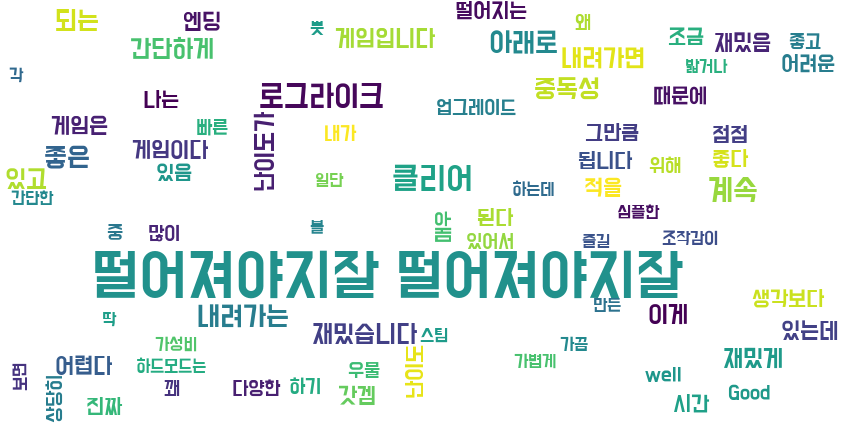 떨어지는
되는
엔딩
쯧
게임입니다
왜
간단하게
아래로
조금
재밌음
좋고
내려가면
어려운
밟거나
각
로그라이크
중독성
때문에
나는
업그레이드
게임은
빠른
내가
그만큼
점점
난이도가
좋은
게임이다
됩니다
위해
좋다
있고
있음
클리어
일단
하는데
적을
계속
간단한
심플한
아몸
된다
중
많이
볼
있어서
즐길
조작감이
떨어져야지잘 떨어져야지잘
만든
생각보다
딱
내려가는
이게
재밌습니다
스팀
있는데
가성비
가끔
어렵다
하드모드는
난이도
가볍게
재밌게
보면
우물
상당히
꽤
다양한
하기
갓겜
well
Good
진짜
시간